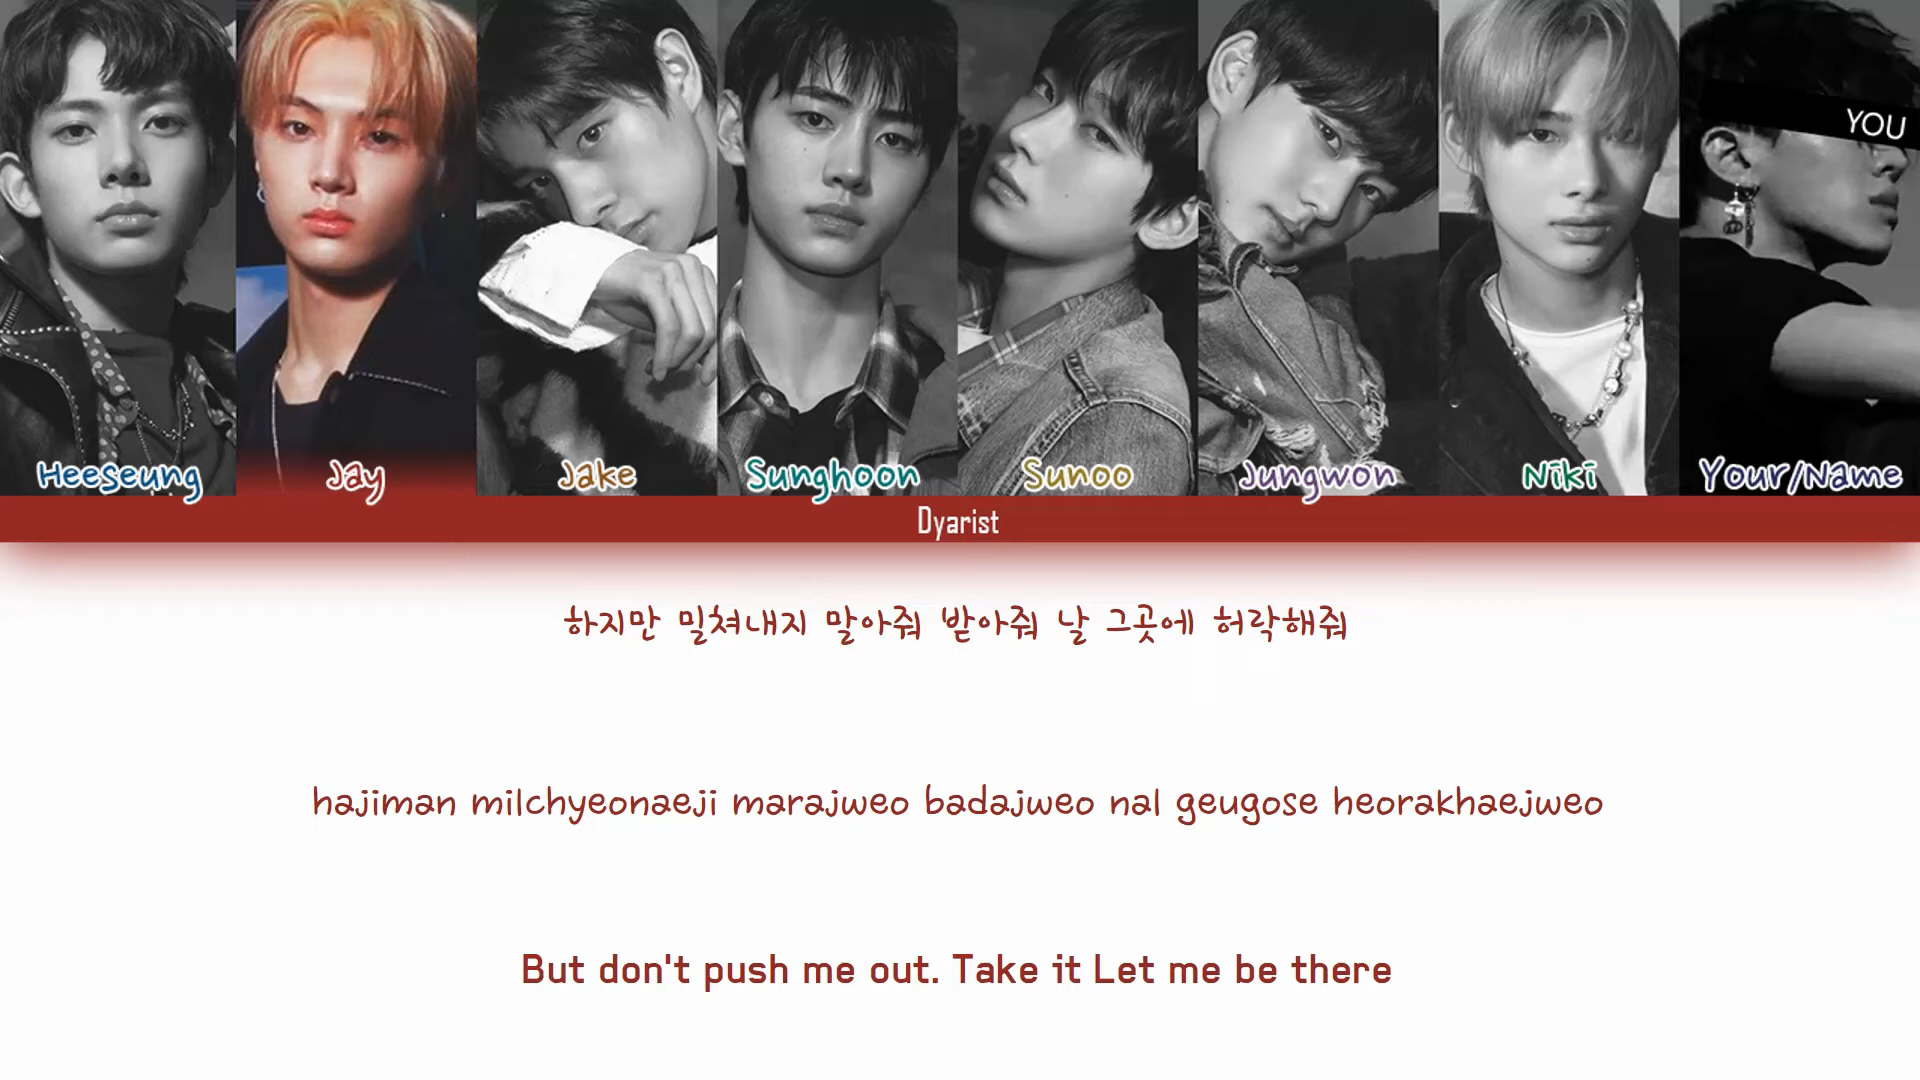 YOU
Heeseung Jay Jake Sunghoon Sunoo Jungwon Niki Your/Name
Dyarist
하지만 밀쳐내지 말아줘 받아줘 날 그곳에 허락해줘
hajiman milchyeonaeji marajweo badajweo nal geugose heorakhaejweo
But don't push me out. Take it Let me be there